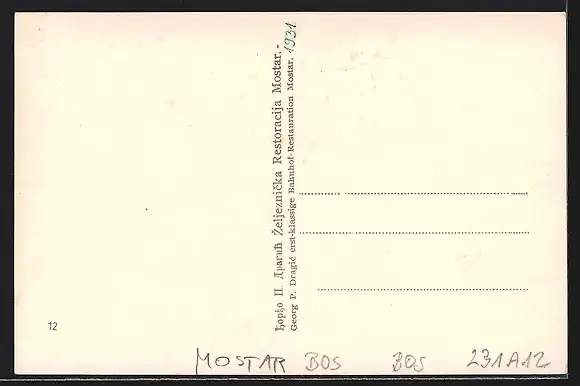 Ђорђо П. Драгић Željeznička Restoracija Mostar. -
Georg P. Dragić erst-klassige Bahnhof-Restauration Mostar.
1931
12
MOSTAR BOS BOS 231A12